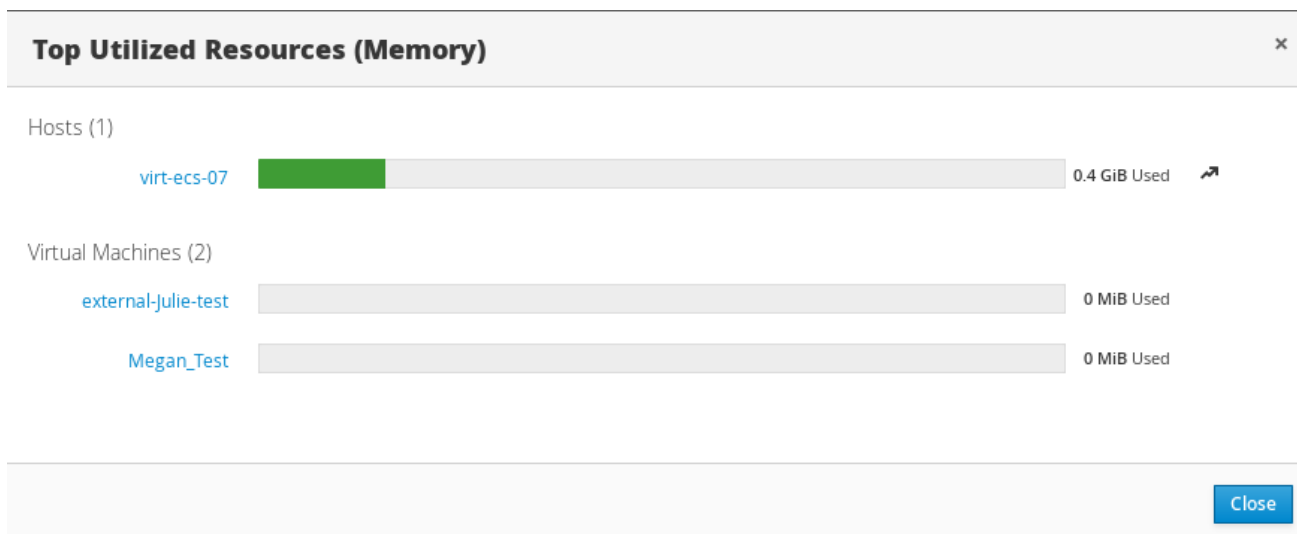 Top Utilized Resources (Memory) ×
Hosts (1)
virt-ecs-07 0.4 GiB Used
Virtual Machines (2)
external-Julie-test 0 MiB Used
Megan_Test 0 MiB Used
Close